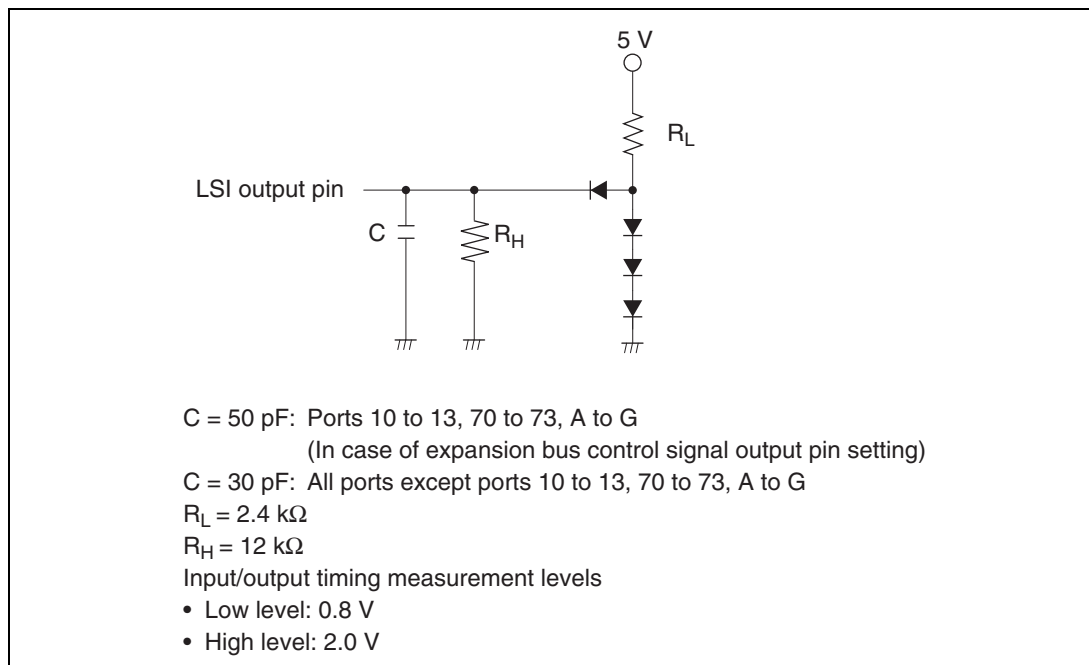 5 V
R_L
LSI output pin
C
R_H
C = 50 pF: Ports 10 to 13, 70 to 73, A to G
(In case of expansion bus control signal output pin setting)
C = 30 pF: All ports except ports 10 to 13, 70 to 73, A to G
R_L = 2.4 kΩ
R_H = 12 kΩ
Input/output timing measurement levels
• Low level: 0.8 V
• High level: 2.0 V